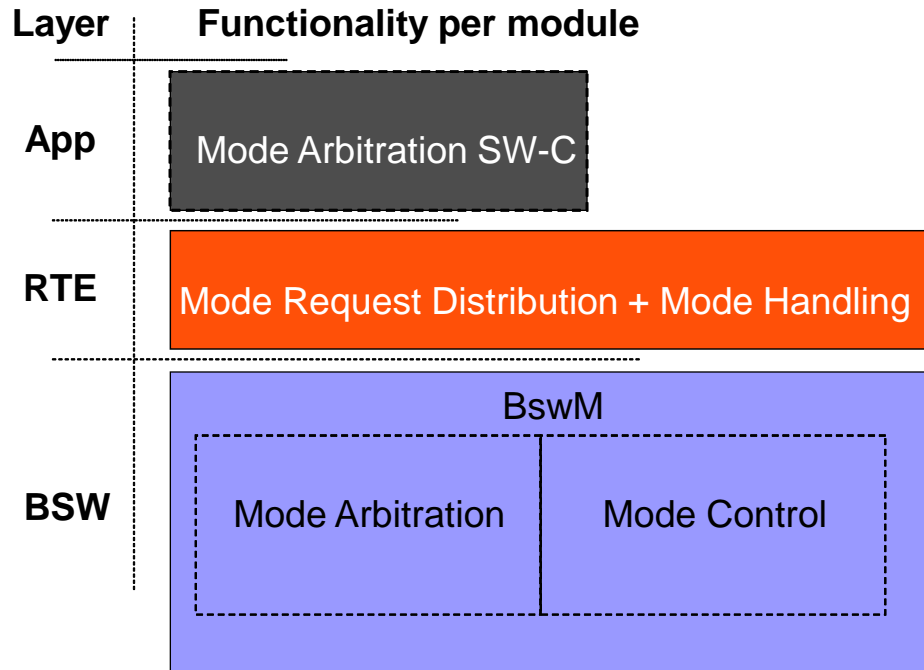 Layer Functionality per module
App
Mode Arbitration SW-C
RTE
Mode Request Distribution + Mode Handling
BswM
BSW
Mode Arbitration
Mode Control